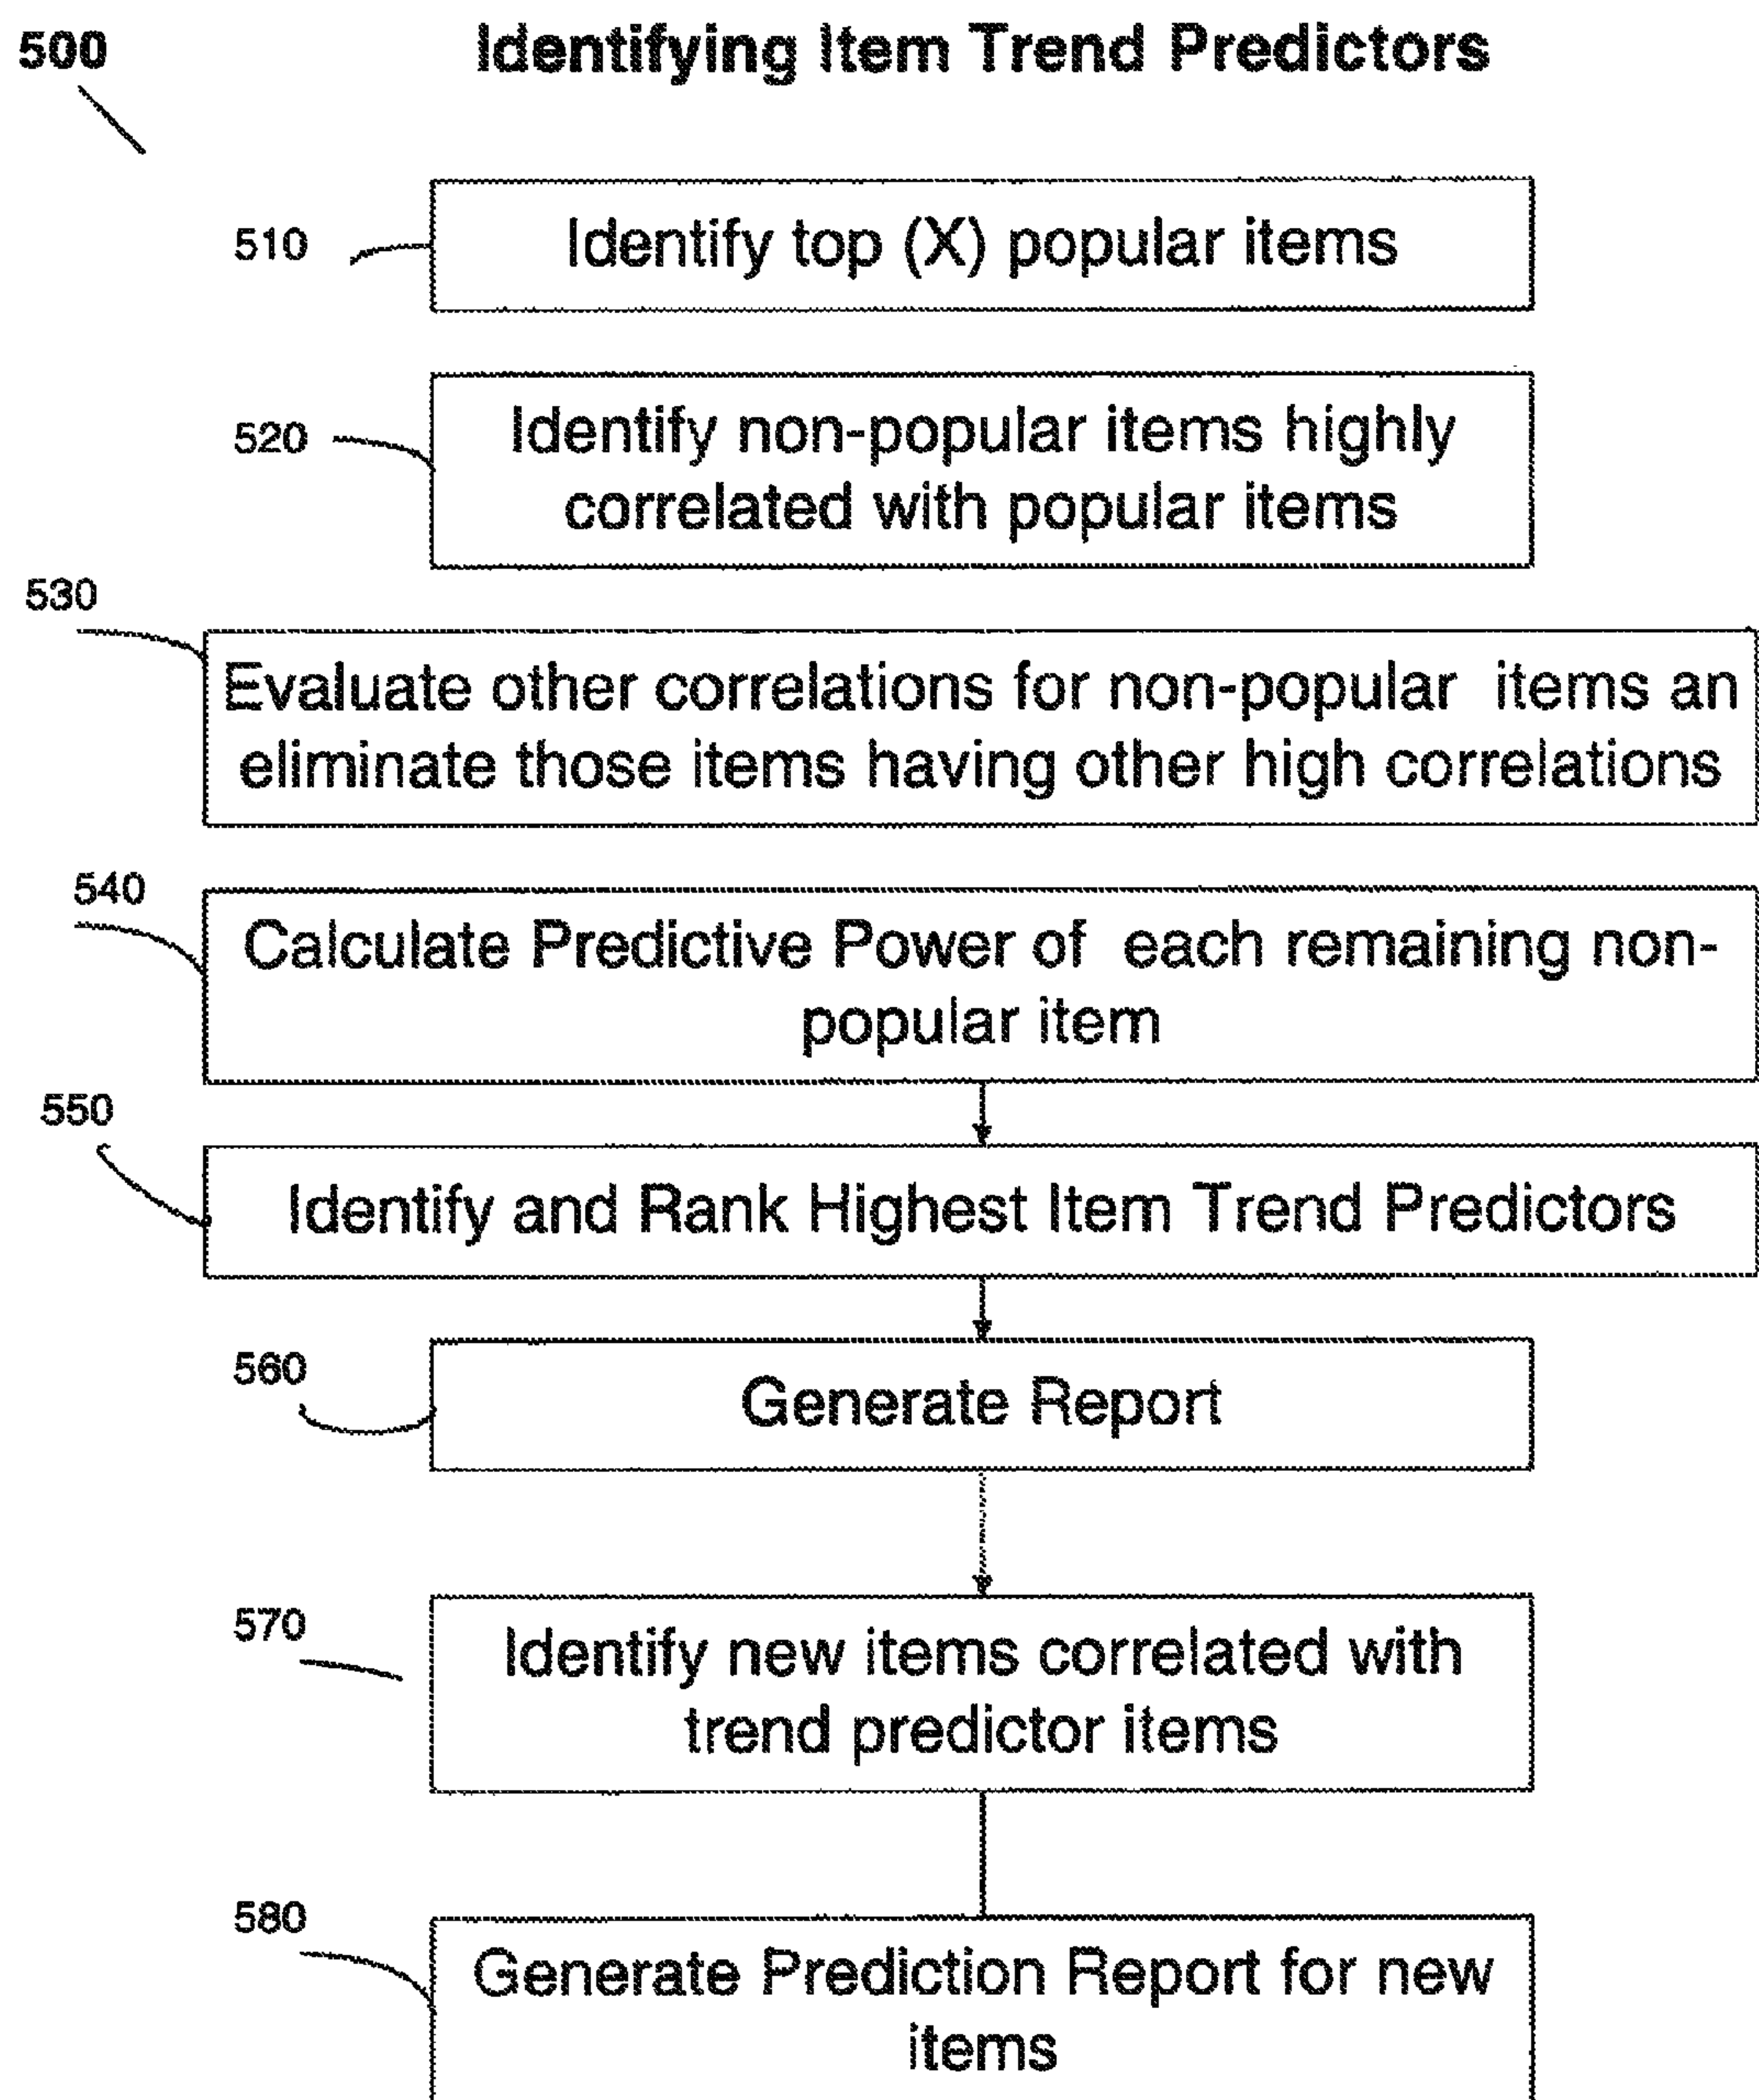 500
Identifying Item Trend Predictors
510
Identify top (X) popular items
520
Identify non-popular items highly
correlated with popular items
530
Evaluate other correlations for non-popular items an
eliminate those items having other high correlations
540
Calculate Predictive Power of each remaining non-
popular item
550
Identify and Rank Highest Item Trend Predictors
560
Generate Report
570
Identify new items correlated with
trend predictor items
580
Generate Prediction Report for new
items